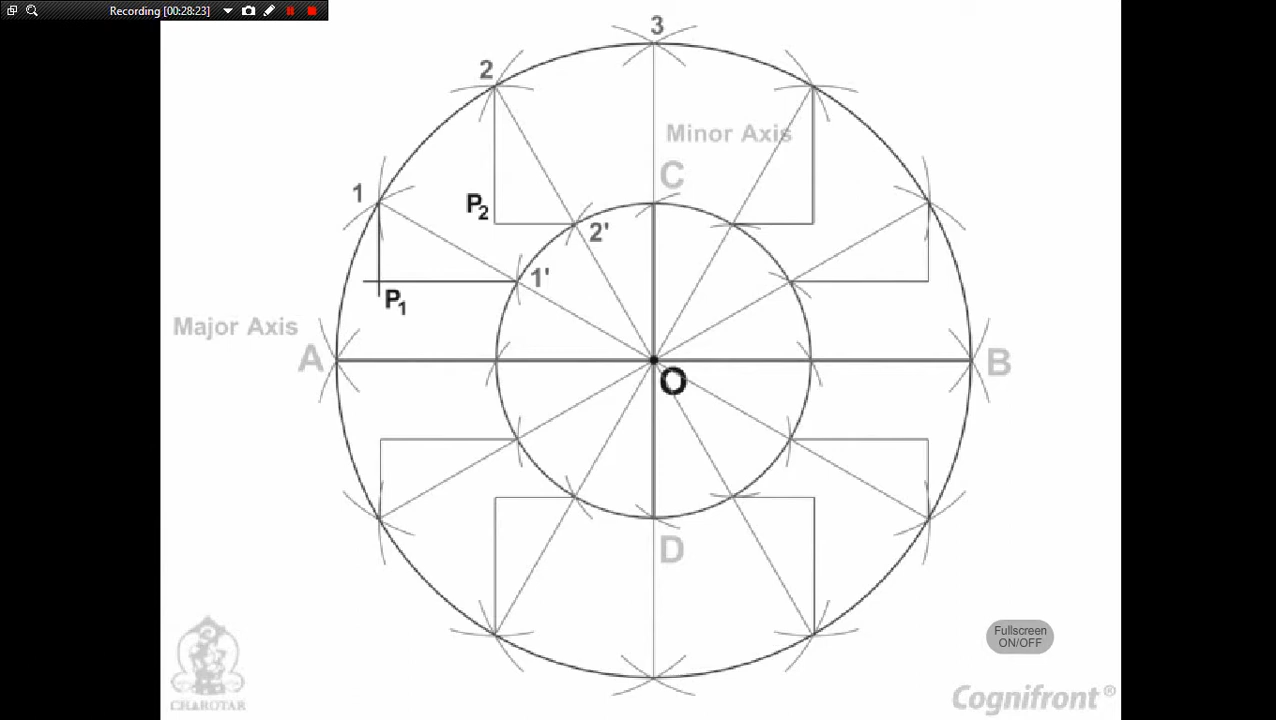 Recording [00:28:23]
3
2
Minor Axis
C
1
P2
2'
1'
P1
Major Axis
A
B
O
D
Fullscreen
ON/OFF
CHAROTAR
Cognifront®